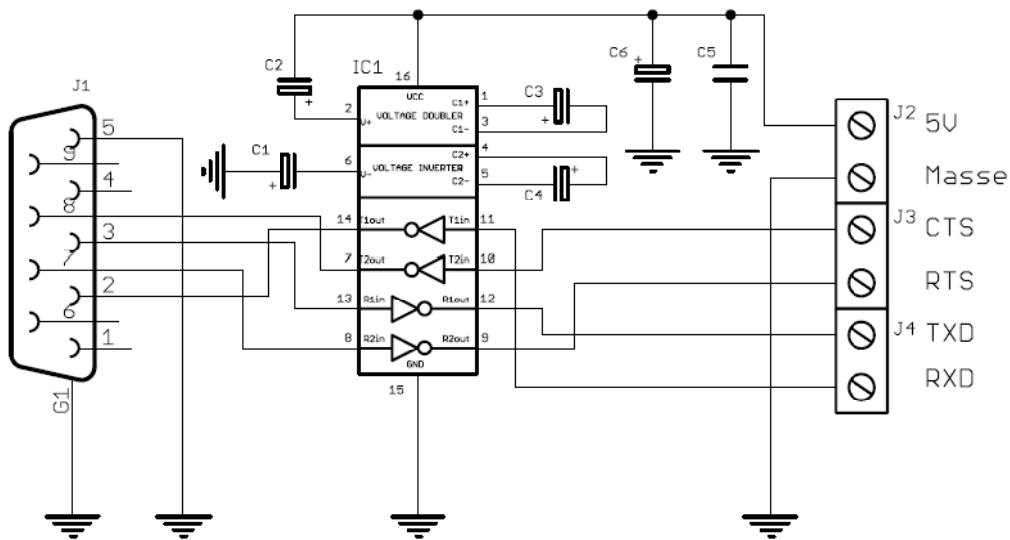 J1
5
9
4
8
3
7
2
6
1
G1
C2
+
C1
+
IC1
16
VCC
2
V+
VOLTAGE DOUBLER
C1+
1
C1-
3
6
V-
VOLTAGE INVERTER
C2+
4
C2-
5
14
T1out
T1in
11
7
T2out
T2in
10
13
R1in
R1out
12
8
R2in
R2out
9
GND
15
C3
+
C4
+
C6
+
C5
J2
5V
Masse
J3
CTS
RTS
J4
TXD
RXD